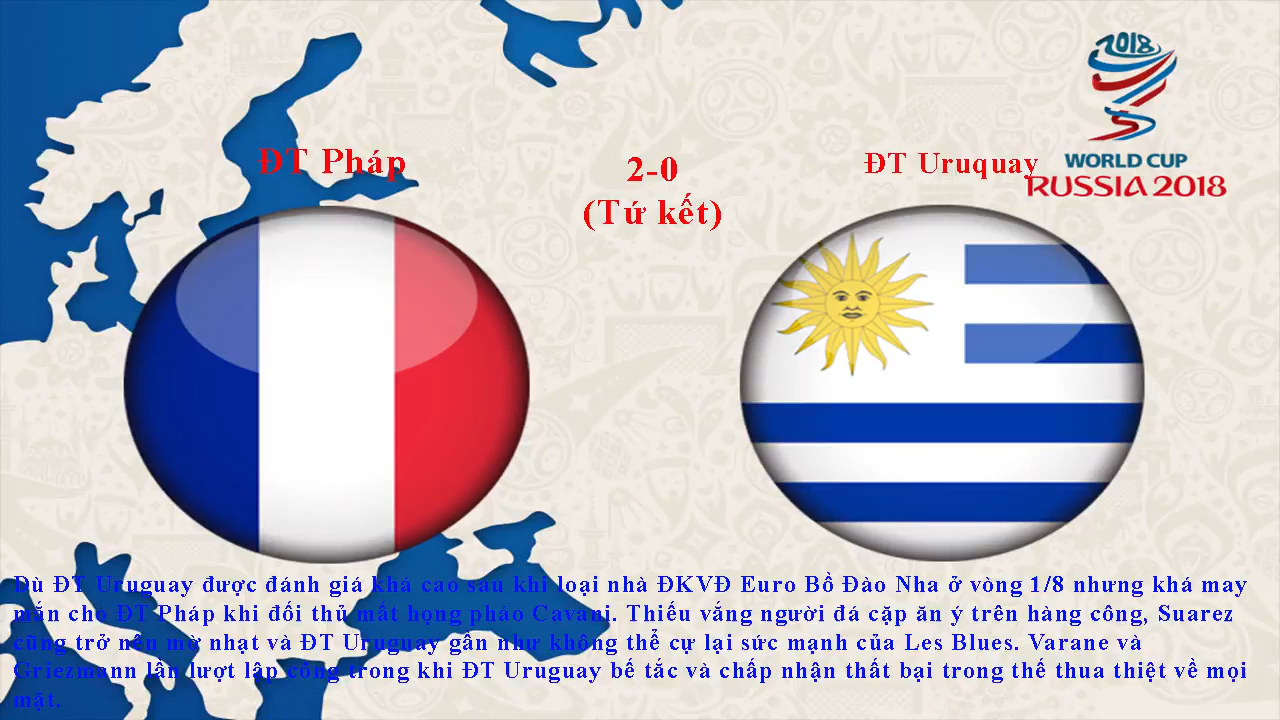 2018
ĐT Pháp
2-0
ĐT Uruquay
WORLD CUP
RUSSIA 2018
(Tứ kết)
Dù ĐT Uruguay được đánh giá khá cao sau khi loại nhà ĐKVĐ Euro Bồ Đào Nha ở vòng 1/8 nhưng khá may
mắn cho ĐT Pháp khi đối thủ mất họng pháo Cavani. Thiếu vắng người đá cặp ăn ý trên hàng công, Suarez
cũng trở nên mờ nhạt và ĐT Uruguay gần như không thể cự lại sức mạnh của Les Blues. Varane và
Griezmann lần lượt lập công trong khi ĐT Uruguay bế tắc và chấp nhận thất bại trong thế thua thiệt về mọi
mặt.